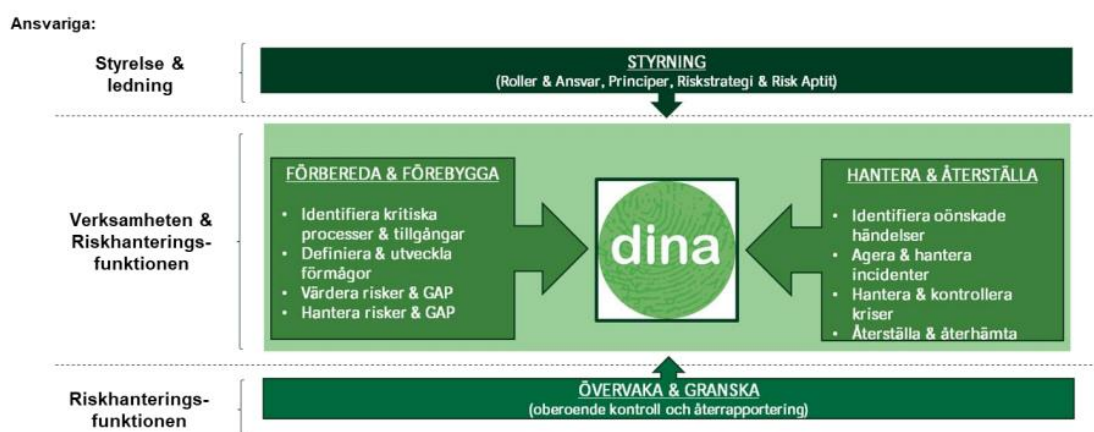 Ansvariga:
Styrelse &
ledning
STYRNING
(Roller & Ansvar, Principer, Riskstrategi & Risk Aptit)
Verksamheten &
Riskhanterings-
funktionen
FÖRBEREDA & FÖREBYGGA
• Identifiera kritiska
processer & tillgångar
• Definiera & utveckla
förmågor
• Värdera risker & GAP
• Hantera risker & GAP
dina
HANTERA & ÅTERSTÄLLA
• Identifiera oönskade
händelser
• Agera & hantera
incidenter
• Hantera & kontrollera
kriser
• Återställa & återhämta
Riskhanterings-
funktionen
ÖVERVAKA & GRANSKA
(oberoende kontroll och återrapportering)